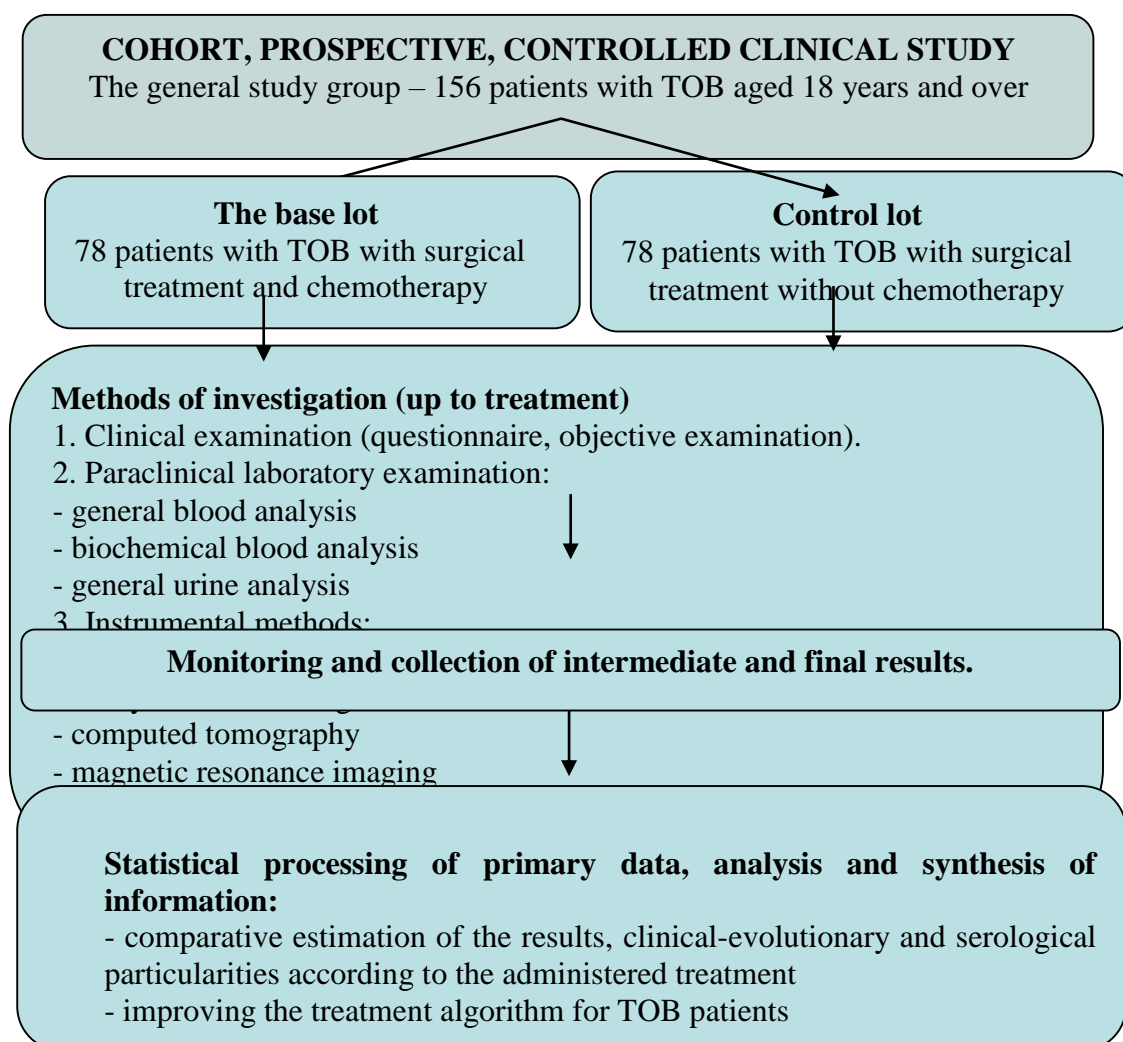 COHORT, PROSPECTIVE, CONTROLLED CLINICAL STUDY
The general study group – 156 patients with TOB aged 18 years and over
The base lot
78 patients with TOB with surgical
treatment and chemotherapy
Control lot
78 patients with TOB with surgical
treatment without chemotherapy
Methods of investigation (up to treatment)
1. Clinical examination (questionnaire, objective examination).
2. Paraclinical laboratory examination:
- general blood analysis
- biochemical blood analysis
- general urine analysis
3. Instrumental methods:
Monitoring and collection of intermediate and final results.
- computed tomography
- magnetic resonance imaging
Statistical processing of primary data, analysis and synthesis of
information:
- comparative estimation of the results, clinical-evolutionary and serological
particularities according to the administered treatment
- improving the treatment algorithm for TOB patients